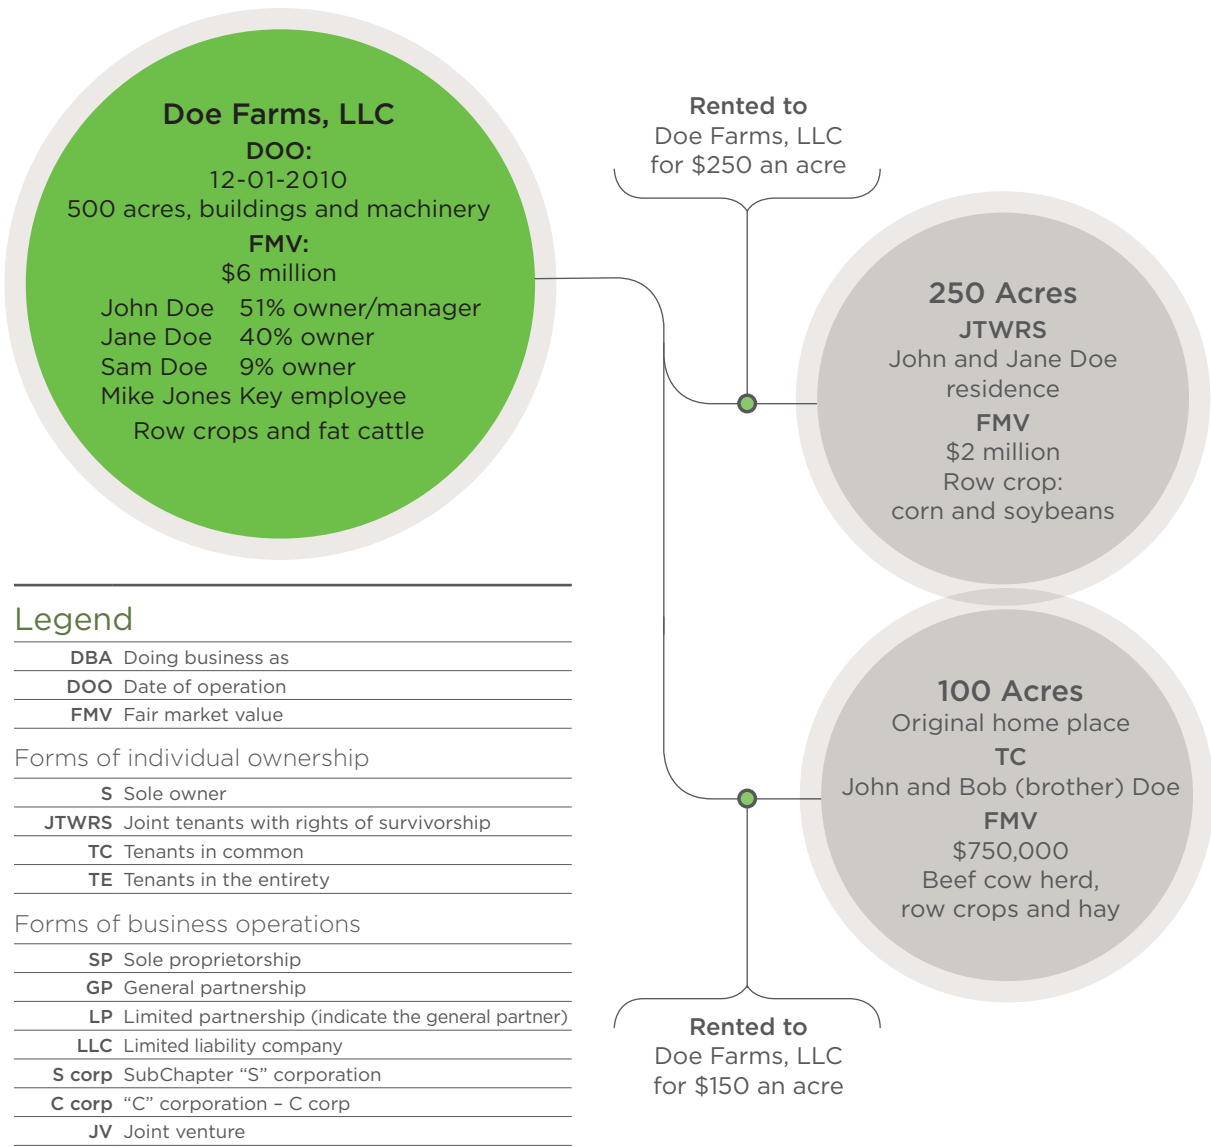 Doe Farms, LLC
DOO:
12-01-2010
500 acres, buildings and machinery
FMV:
$6 million
John Doe 51% owner/manager
Jane Doe 40% owner
Sam Doe 9% owner
Mike Jones Key employee
Row crops and fat cattle
Rented to
Doe Farms, LLC
for $250 an acre
250 Acres
JTWRS
John and Jane Doe
residence
FMV
$2 million
Row crop:
corn and soybeans
100 Acres
Original home place
TC
John and Bob (brother) Doe
FMV
$750,000
Beef cow herd,
row crops and hay
Rented to
Doe Farms, LLC
for $150 an acre
Legend
DBA Doing business as
DOO Date of operation
FMV Fair market value
Forms of individual ownership
S Sole owner
JTWRS Joint tenants with rights of survivorship
TC Tenants in common
TE Tenants in the entirety
Forms of business operations
SP Sole proprietorship
GP General partnership
LP Limited partnership (indicate the general partner)
LLC Limited liability company
S corp SubChapter “S” corporation
C corp “C” corporation – C corp
JV Joint venture